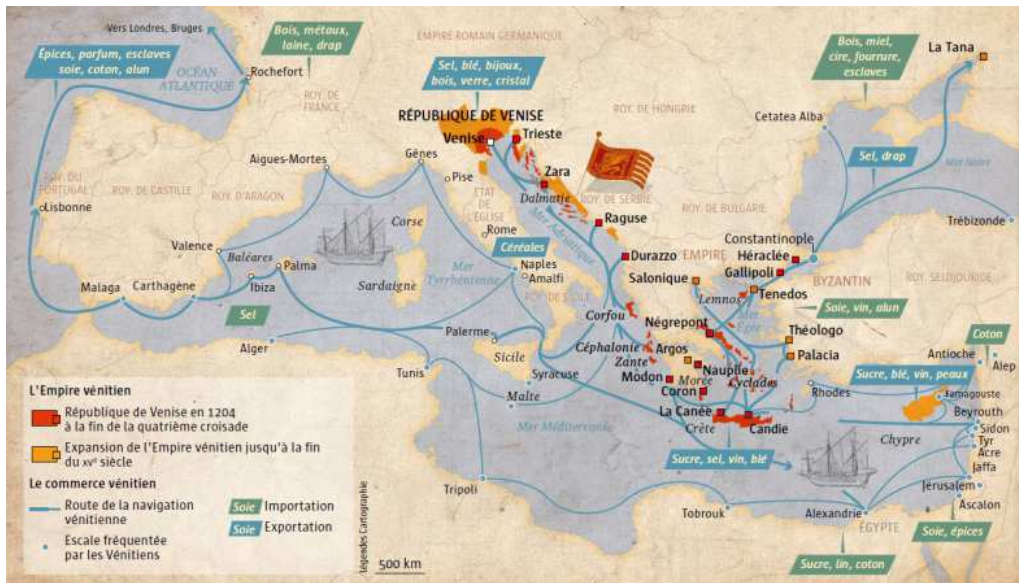 Vers Londres, Bruges
Épices, parfum, esclaves
soie, coton, alun
OCÉAN
ATLANTIQUE
Bois, métaux,
laine, drap
Rochefort
ROY. DE
FRANCE
EMPIRE ROMAIN GERMANIQUE
Sel, blé, bijoux,
bois, verre, cristal
RÉPUBLIQUE DE VENISE
Venise
Trieste
Zara
Dalmatie
ROY. DE HONGRIE
Bois, miel,
cire, fourrure,
esclaves
La Tana
Cetatea Alba
Sel, drap
Mer Noire
Trébizonde
Aigues-Mortes
Gênes
Pise
ÉTAT
DE
L'ÉGLISE
Rome
Mer Adriatique
ROY. DE SERBIE
ROY. DE BULGARIE
Raguse
ROY. DU
PORTUGAL
ROY. DE CASTILLE
ROY. D'ARAGON
Lisbonne
Corse
Céréales
Valence
Baléares
Palma
Ibiza
Malaga
Carthagène
Sel
Alger
Sardaigne
Mer
Tyrrhénienne
Naples
Amalfi
ROY. DE SICILE
Durazzo
Salonique
EMPIRE
BYZANTIN
Constantinople
Héraclée
Gallipoli
Lemnos
Tenedos
ROY. SELDJOUKIDE
Soie, vin, alun
Mer
Égée
Corfou
Négrepont
Théologo
Palacia
Céphalonie
Zante
Argos
Nauplie
Morée
Modon
Coron
Cyclades
Palerme
Sicile
Syracuse
Tunis
Malte
Mer Méditerranée
La Canée
Crète
Candie
Rhodes
Sucre, blé, vin, peaux
Coton
Antioche
Alep
Famagouste
Beyrouth
Sidon
Tyr
Acre
Chypre
Jaffa
Jérusalem
Ascalon
Sucre, sel, vin, blé
Tripoli
Tobrouk
Alexandrie
ÉGYPTE
Soie, épices
Sucre, lin, coton
L'Empire vénitien
République de Venise en 1204
à la fin de la quatrième croisade
Expansion de l'Empire vénitien jusqu'à la fin
du XVe siècle
Le commerce vénitien
Route de la navigation
vénitienne
Escale fréquentée
par les Vénitiens
Soie Importation
Soie Exportation
Légendes Cartographie
500 km